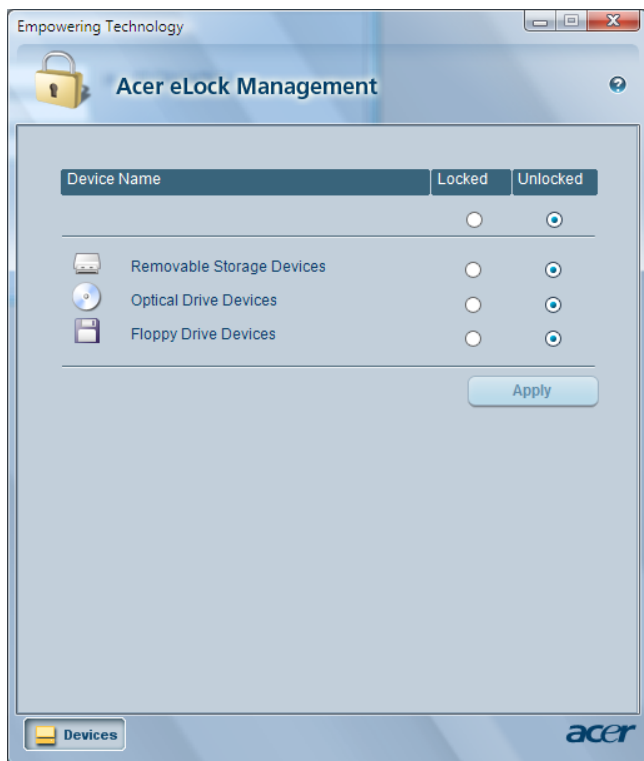 Empowering Technology
Acer eLock Management
Device Name Locked Unlocked
Removable Storage Devices
Optical Drive Devices
Floppy Drive Devices
Apply
Devices
acer